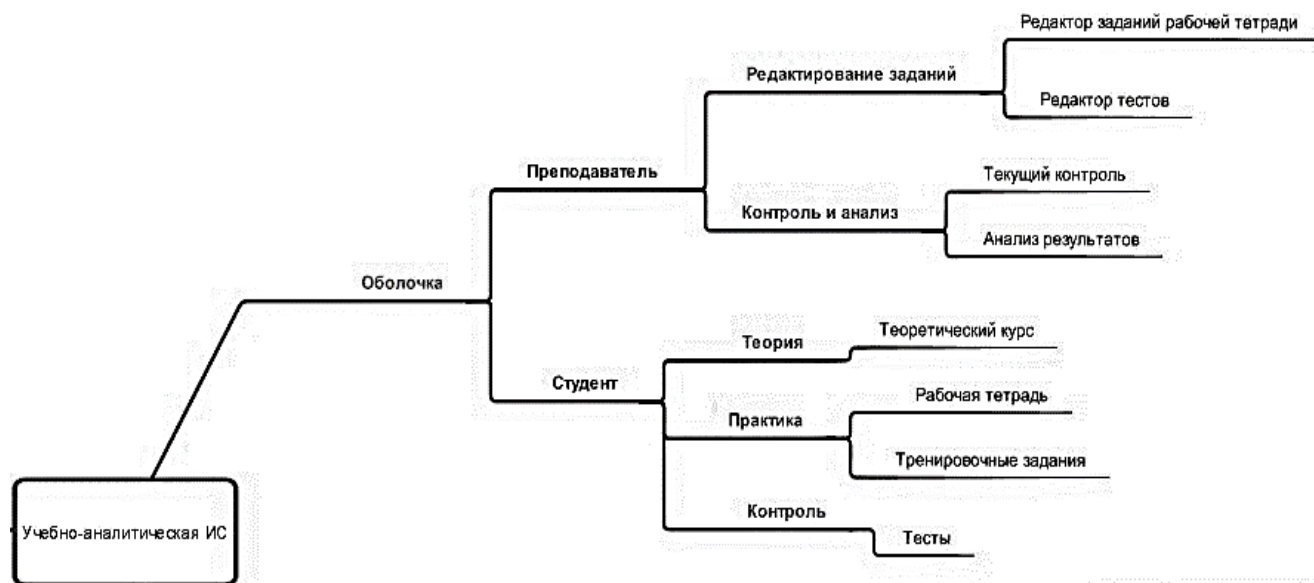 Редактор заданий рабочей тетради
Редактирование заданий
Редактор тестов
Преподаватель
Текущий контроль
Контроль и анализ
Анализ результатов
Оболочка
Теория
Теоретический курс
Студент
Рабочая тетрадь
Практика
Тренировочные задания
Контроль
Тесты
Учебно-аналитическая ИС